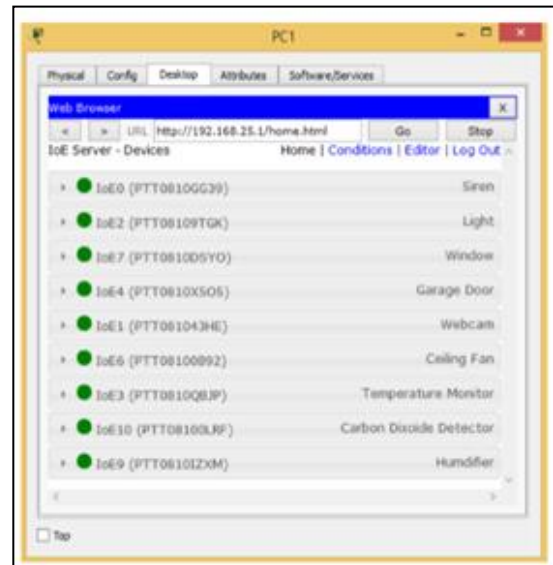 PC1
Physical Config Desktop Attributes Software/Services
Web Browser X
< > URL http://192.168.25.1/home.html Go Stop
IoE Server - Devices Home | Conditions | Editor | Log Out
IoE0 (PTT0810GG39) Siren
IoE2 (PTT08109TGK) Light
IoE7 (PTT0810DSYO) Window
IoE4 (PTT0810XSOS) Garage Door
IoE1 (PTT081043HE) Webcam
IoE6 Ceiling Fan
IoE3 (PTT0810QBJP) Temperature Monitor
IoE10 Carbon Dixoide Detector
IoE9 (PTT0810IZXM) Humdifier
Top